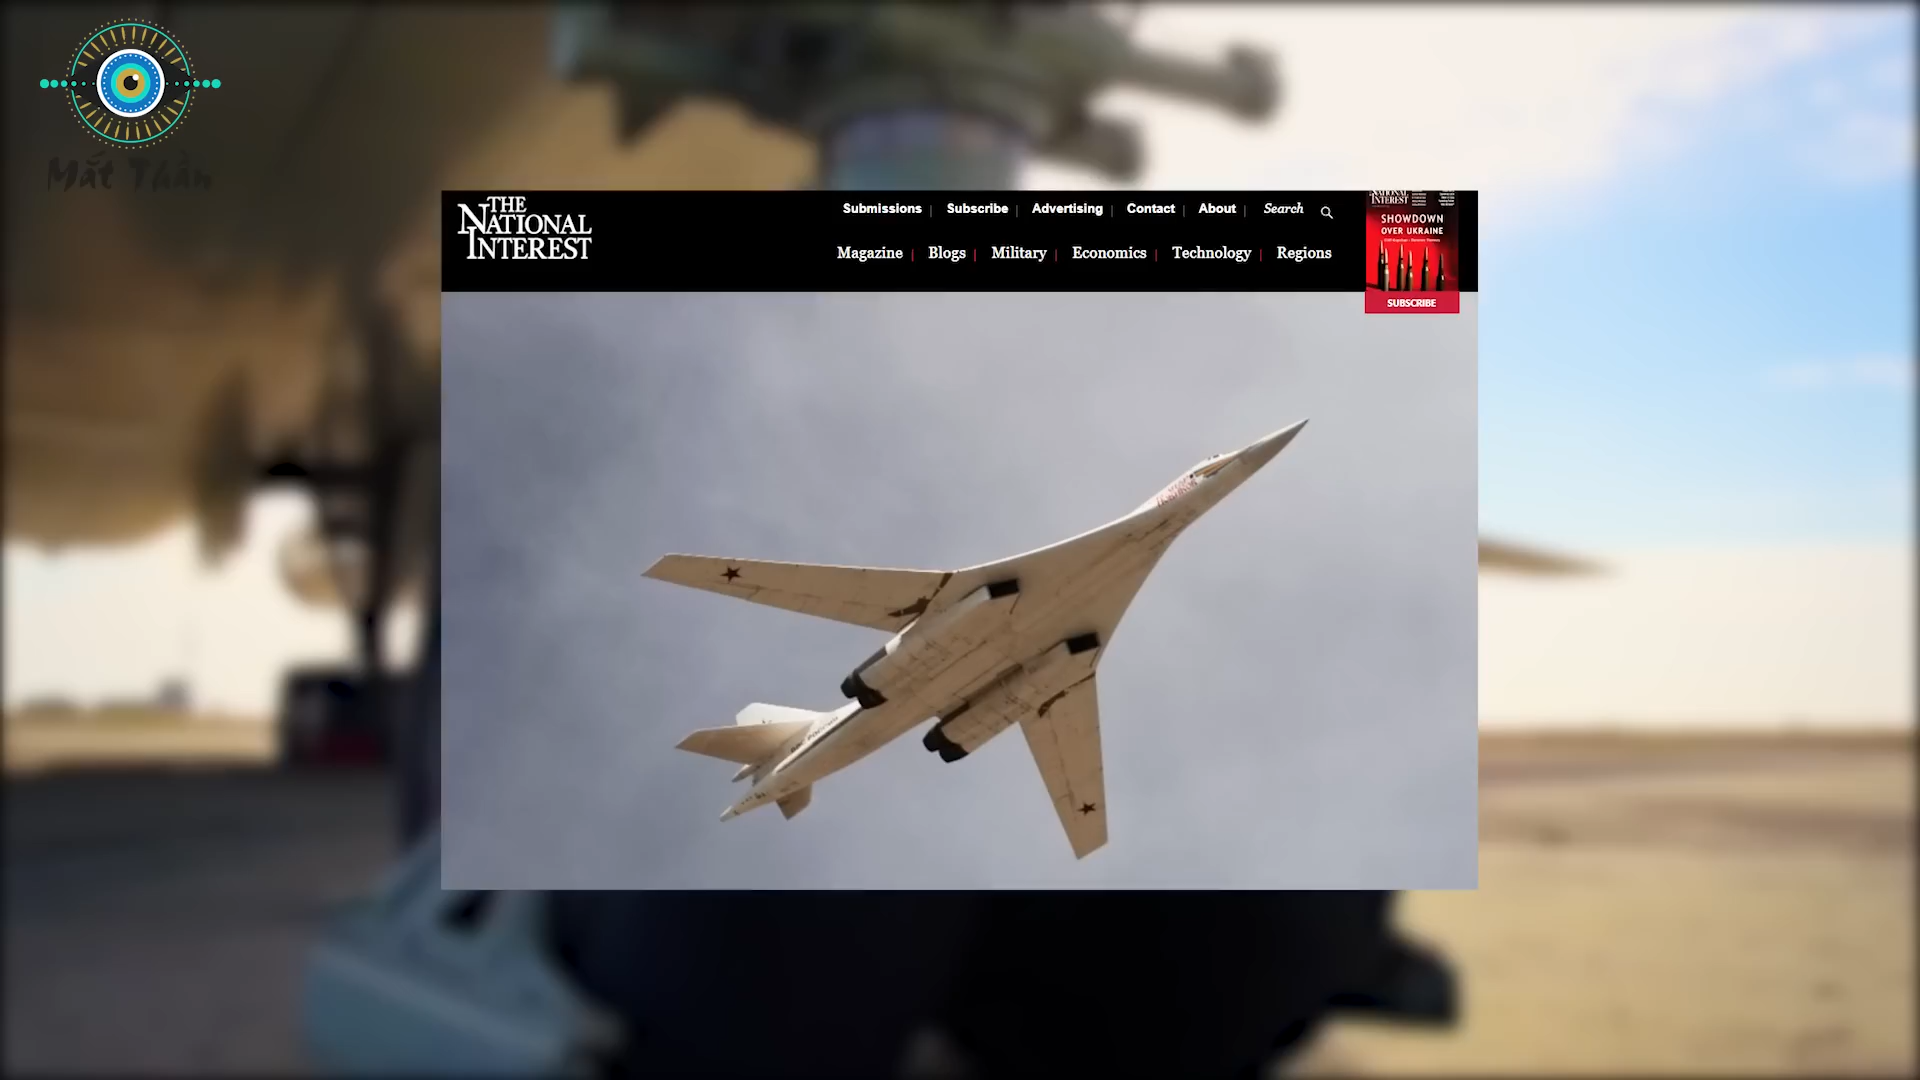 Mắt Thần
THE
NATIONAL
INTEREST
Submissions | Subscribe | Advertising | Contact | About | Search
Magazine | Blogs | Military | Economics | Technology | Regions
NATIONAL
INTEREST
SHOWDOWN
OVER UKRAINE
SUBSCRIBE